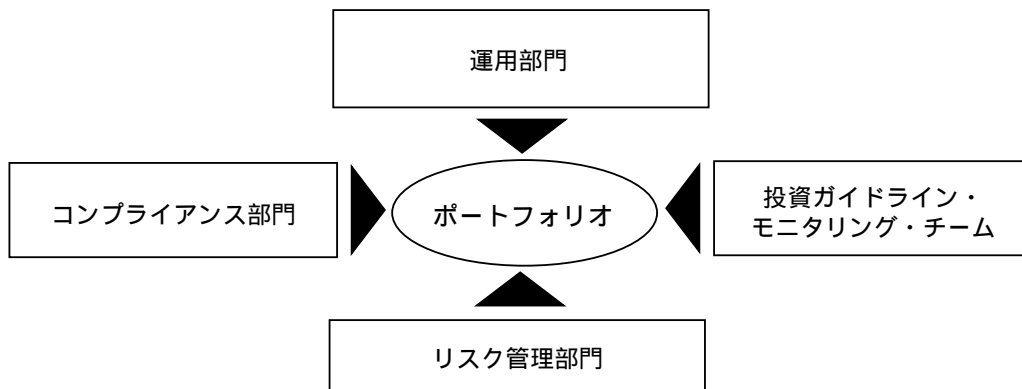 運用部門
コンプライアンス部門
ポートフォリオ
投資ガイドライン・
モニタリング・チーム
リスク管理部門